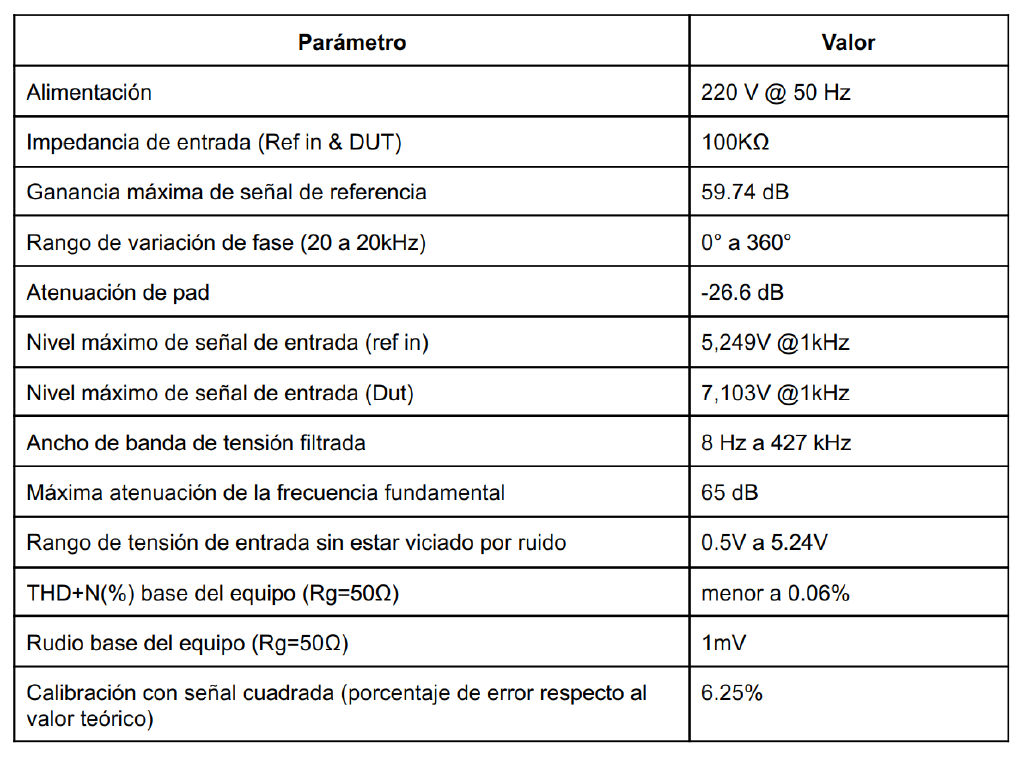 Parámetro Valor
Alimentación 220 V @ 50 Hz
Impedancia de entrada (Ref in & DUT) 100KΩ
Ganancia máxima de señal de referencia 59.74 dB
Rango de variación de fase (20 a 20kHz) 0° a 360°
Atenuación de pad -26.6 dB
Nivel máximo de señal de entrada (ref in) 5,249V @1kHz
Nivel máximo de señal de entrada (Dut) 7,103V @1kHz
Ancho de banda de tensión filtrada 8 Hz a 427 kHz
Máxima atenuación de la frecuencia fundamental 65 dB
Rango de tensión de entrada sin estar viciado por ruido 0.5V a 5.24V
THD+N(%) base del equipo (Rg=50Ω) menor a 0.06%
Rudio base del equipo (Rg=50Ω) 1mV
Calibración con señal cuadrada (porcentaje de error respecto al 6.25%
valor teórico)